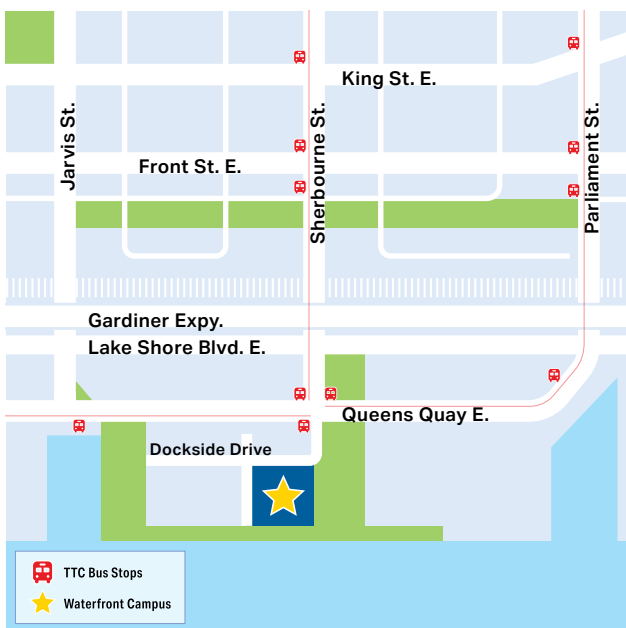 King St. E.
Jarvis St.
Sherbourne St.
Parliament St.
Front St. E.
Gardiner Expy.
Lake Shore Blvd. E.
Queens Quay E.
Dockside Drive
TTC Bus Stops
Waterfront Campus